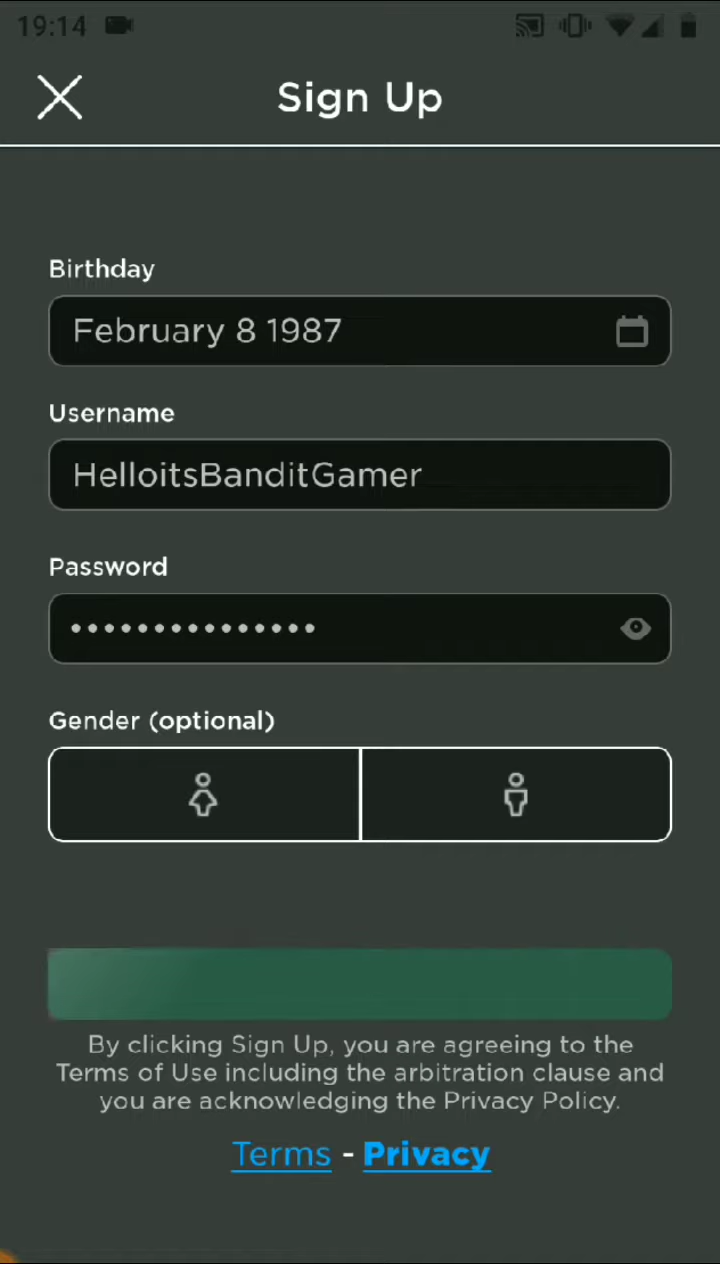 19:14
Sign Up
Birthday
February 8 1987
Username
HelloitsBanditGamer
Password
•••••••••••••••
Gender (optional)
By clicking Sign Up, you are agreeing to the
Terms of Use including the arbitration clause and
you are acknowledging the Privacy Policy.
Terms - Privacy